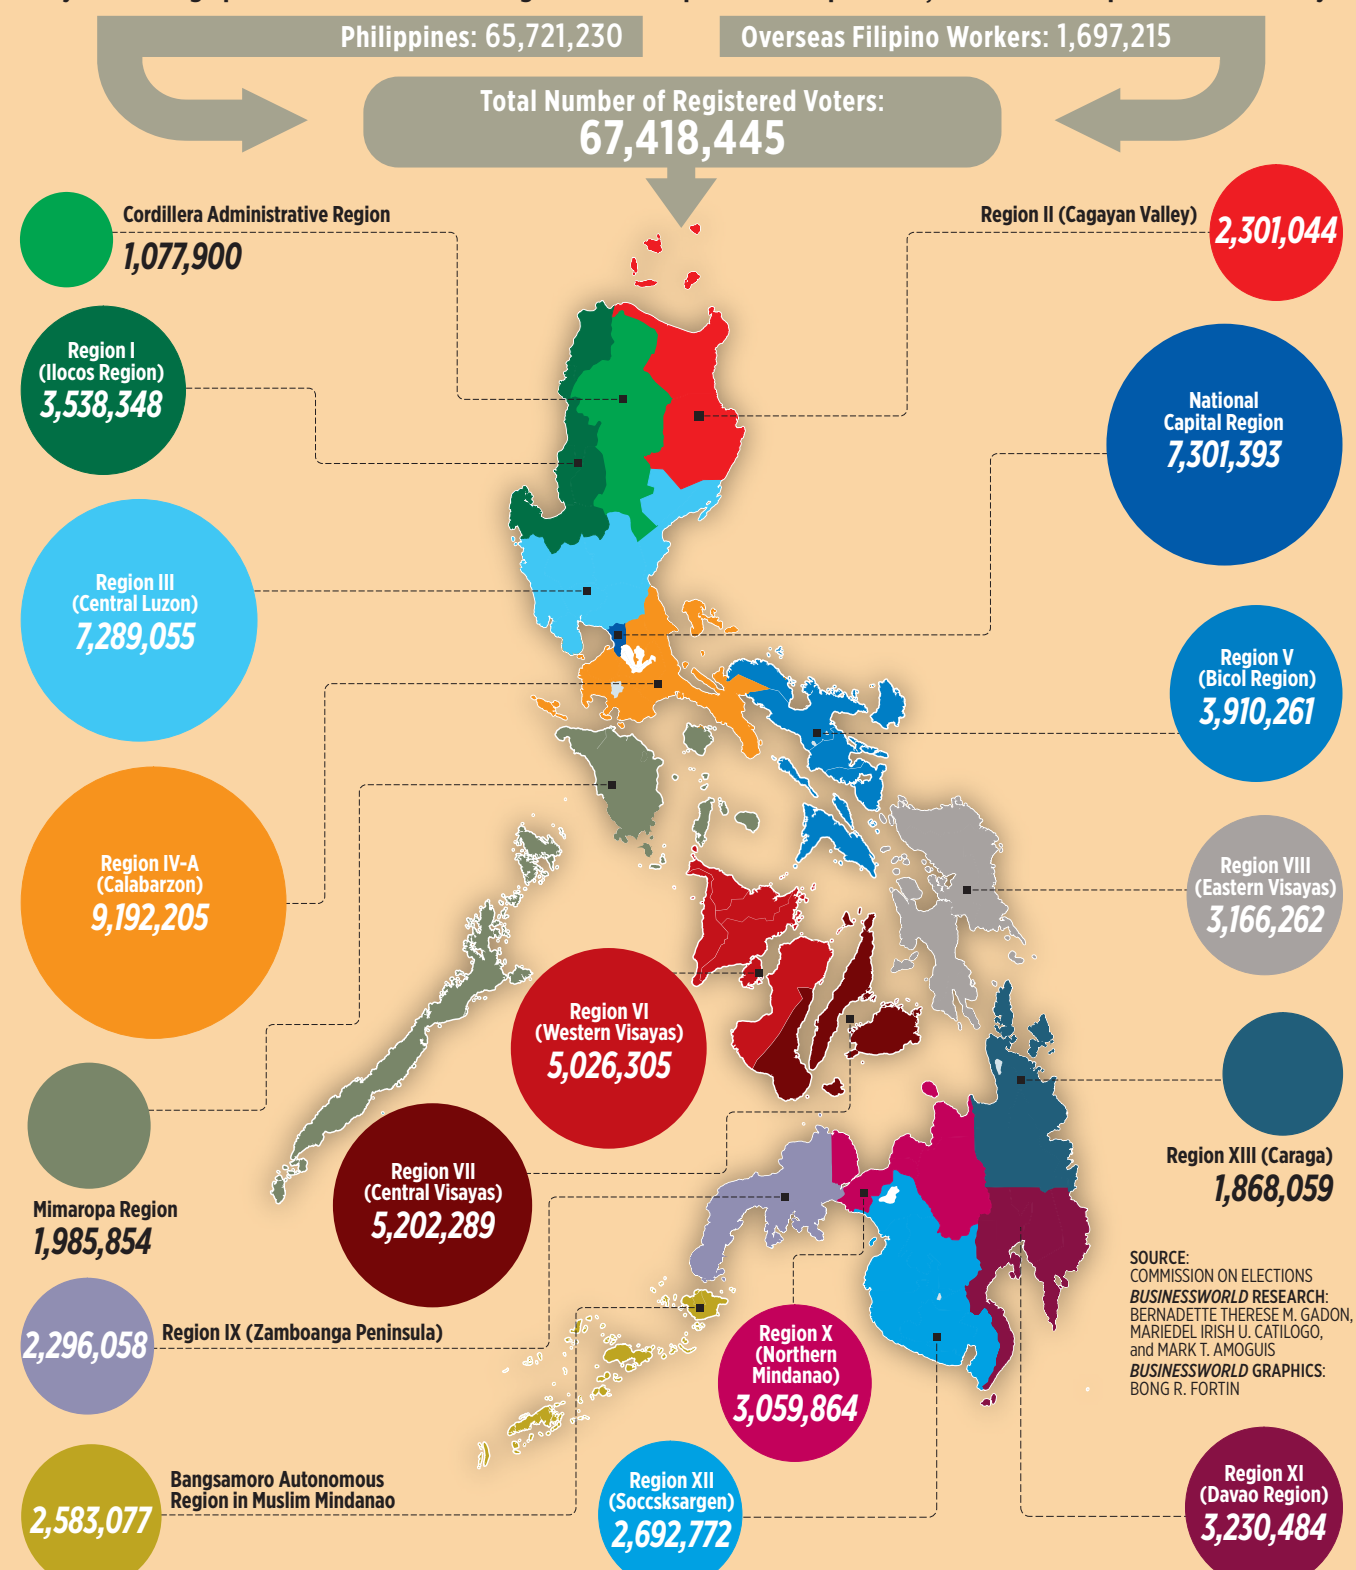 Philippines: 65,721,230
Overseas Filipino Workers: 1,697,215
Total Number of Registered Voters:
67,418,445
Cordillera Administrative Region
1,077,900
Region II (Cagayan Valley)
2,301,044
Region I
(Ilocos Region)
3,538,348
National
Capital Region
7,301,393
Region III
(Central Luzon)
7,289,055
Region V
(Bicol Region)
3,910,261
Region IV-A
(Calabarzon)
9,192,205
Region VIII
(Eastern Visayas)
3,166,262
Region VI
(Western Visayas)
5,026,305
Mimaropa Region
1,985,854
Region VII
(Central Visayas)
5,202,289
Region XIII (Caraga)
1,868,059
2,296,058
Region IX (Zamboanga Peninsula)
Region X
(Northern
Mindanao)
3,059,864
SOURCE:
COMMISSION ON ELECTIONS
BUSINESSWORLD RESEARCH:
BERNADETTE THERESE M. GADON,
MARIEDEL IRISH U. CATILOGO,
and MARK T. AMOGUIS
BUSINESSWORLD GRAPHICS:
BONG R. FORTIN
Bangsamoro Autonomous
Region in Muslim Mindanao
2,583,077
Region XII
(Soccsksargen)
2,692,772
Region XI
(Davao Region)
3,230,484